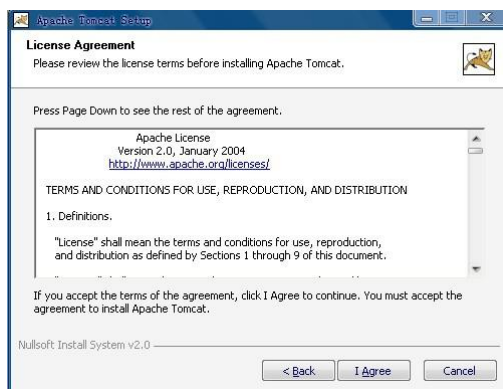 Apache Tomcat Setup
License Agreement
Please review the license terms before installing Apache Tomcat.
Press Page Down to see the rest of the agreement.
Apache License
Version 2.0, January 2004
http://www.apache.org/licenses/
TERMS AND CONDITIONS FOR USE, REPRODUCTION, AND DISTRIBUTION
1. Definitions.
"License" shall mean the terms and conditions for use, reproduction,
and distribution as defined by Sections 1 through 9 of this document.
If you accept the terms of the agreement, click I Agree to continue. You must accept the
agreement to install Apache Tomcat.
Nullsoft Install System v2.0
< Back I Agree Cancel